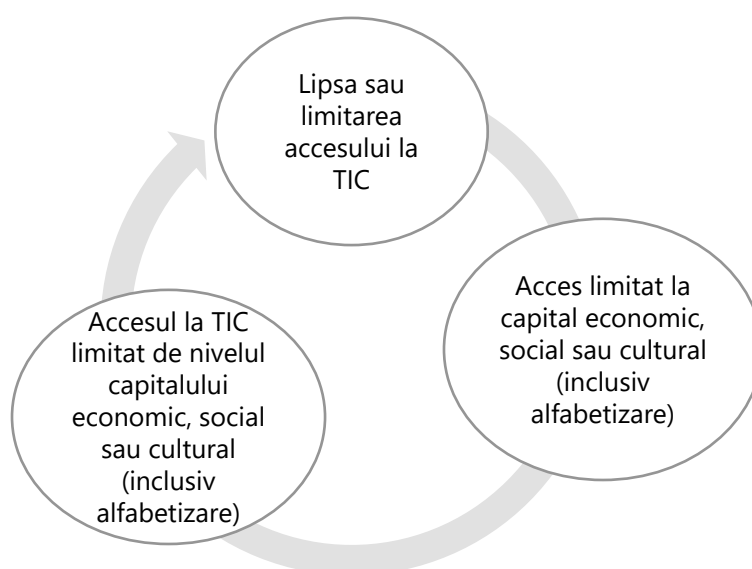 Lipsa sau
limitarea
accesului la
TIC
Acces limitat la
capital economic,
social sau cultural
(inclusiv
alfabetizare)
Accesul la TIC
limitat de nivelul
capitalului
economic, social
sau cultural
(inclusiv
alfabetizare)